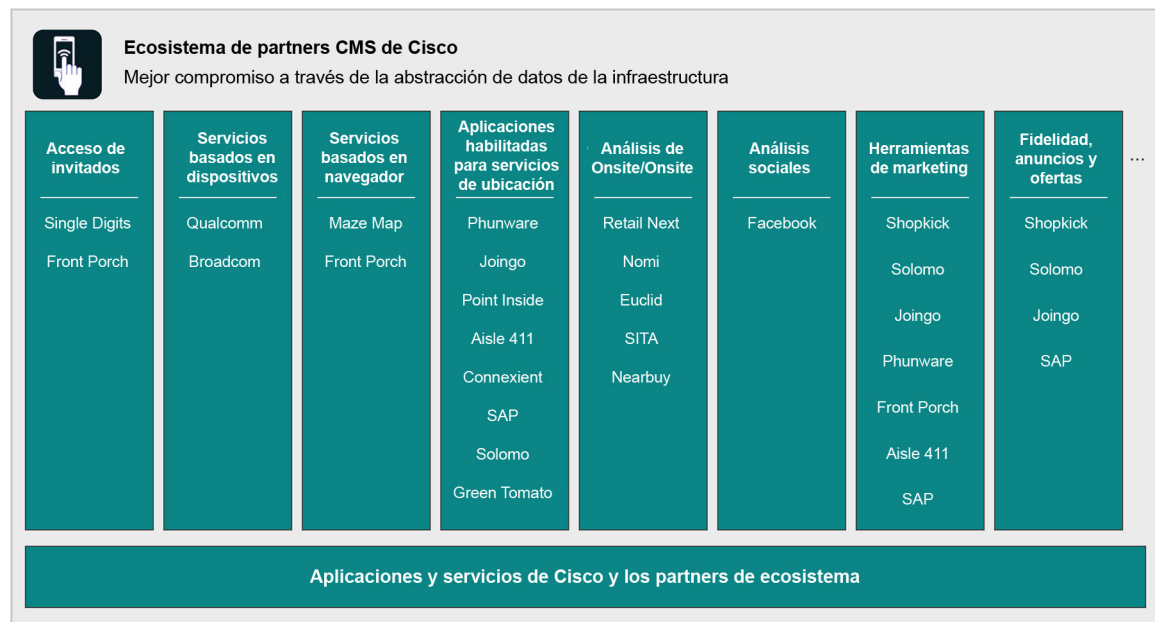 Ecosistema de partners CMS de Cisco
Mejor compromiso a través de la abstracción de datos de la infraestructura
Acceso de
invitados
Single Digits
Front Porch
Servicios
basados en
dispositivos
Qualcomm
Broadcom
Servicios
basados en
navegador
Maze Map
Front Porch
Aplicaciones
habilitadas
para servicios
de ubicación
Phunware
Joingo
Point Inside
Aisle 411
Connexient
SAP
Solomo
Green Tomato
Análisis de
Onsite/Onsite
Retail Next
Nomi
Euclid
SITA
Nearbuy
Análisis
sociales
Facebook
Herramientas
de marketing
Shopkick
Solomo
Joingo
Phunware
Front Porch
Aisle 411
SAP
Fidelidad,
anuncios y
ofertas
Shopkick
Solomo
Joingo
SAP
...
Aplicaciones y servicios de Cisco y los partners de ecosistema